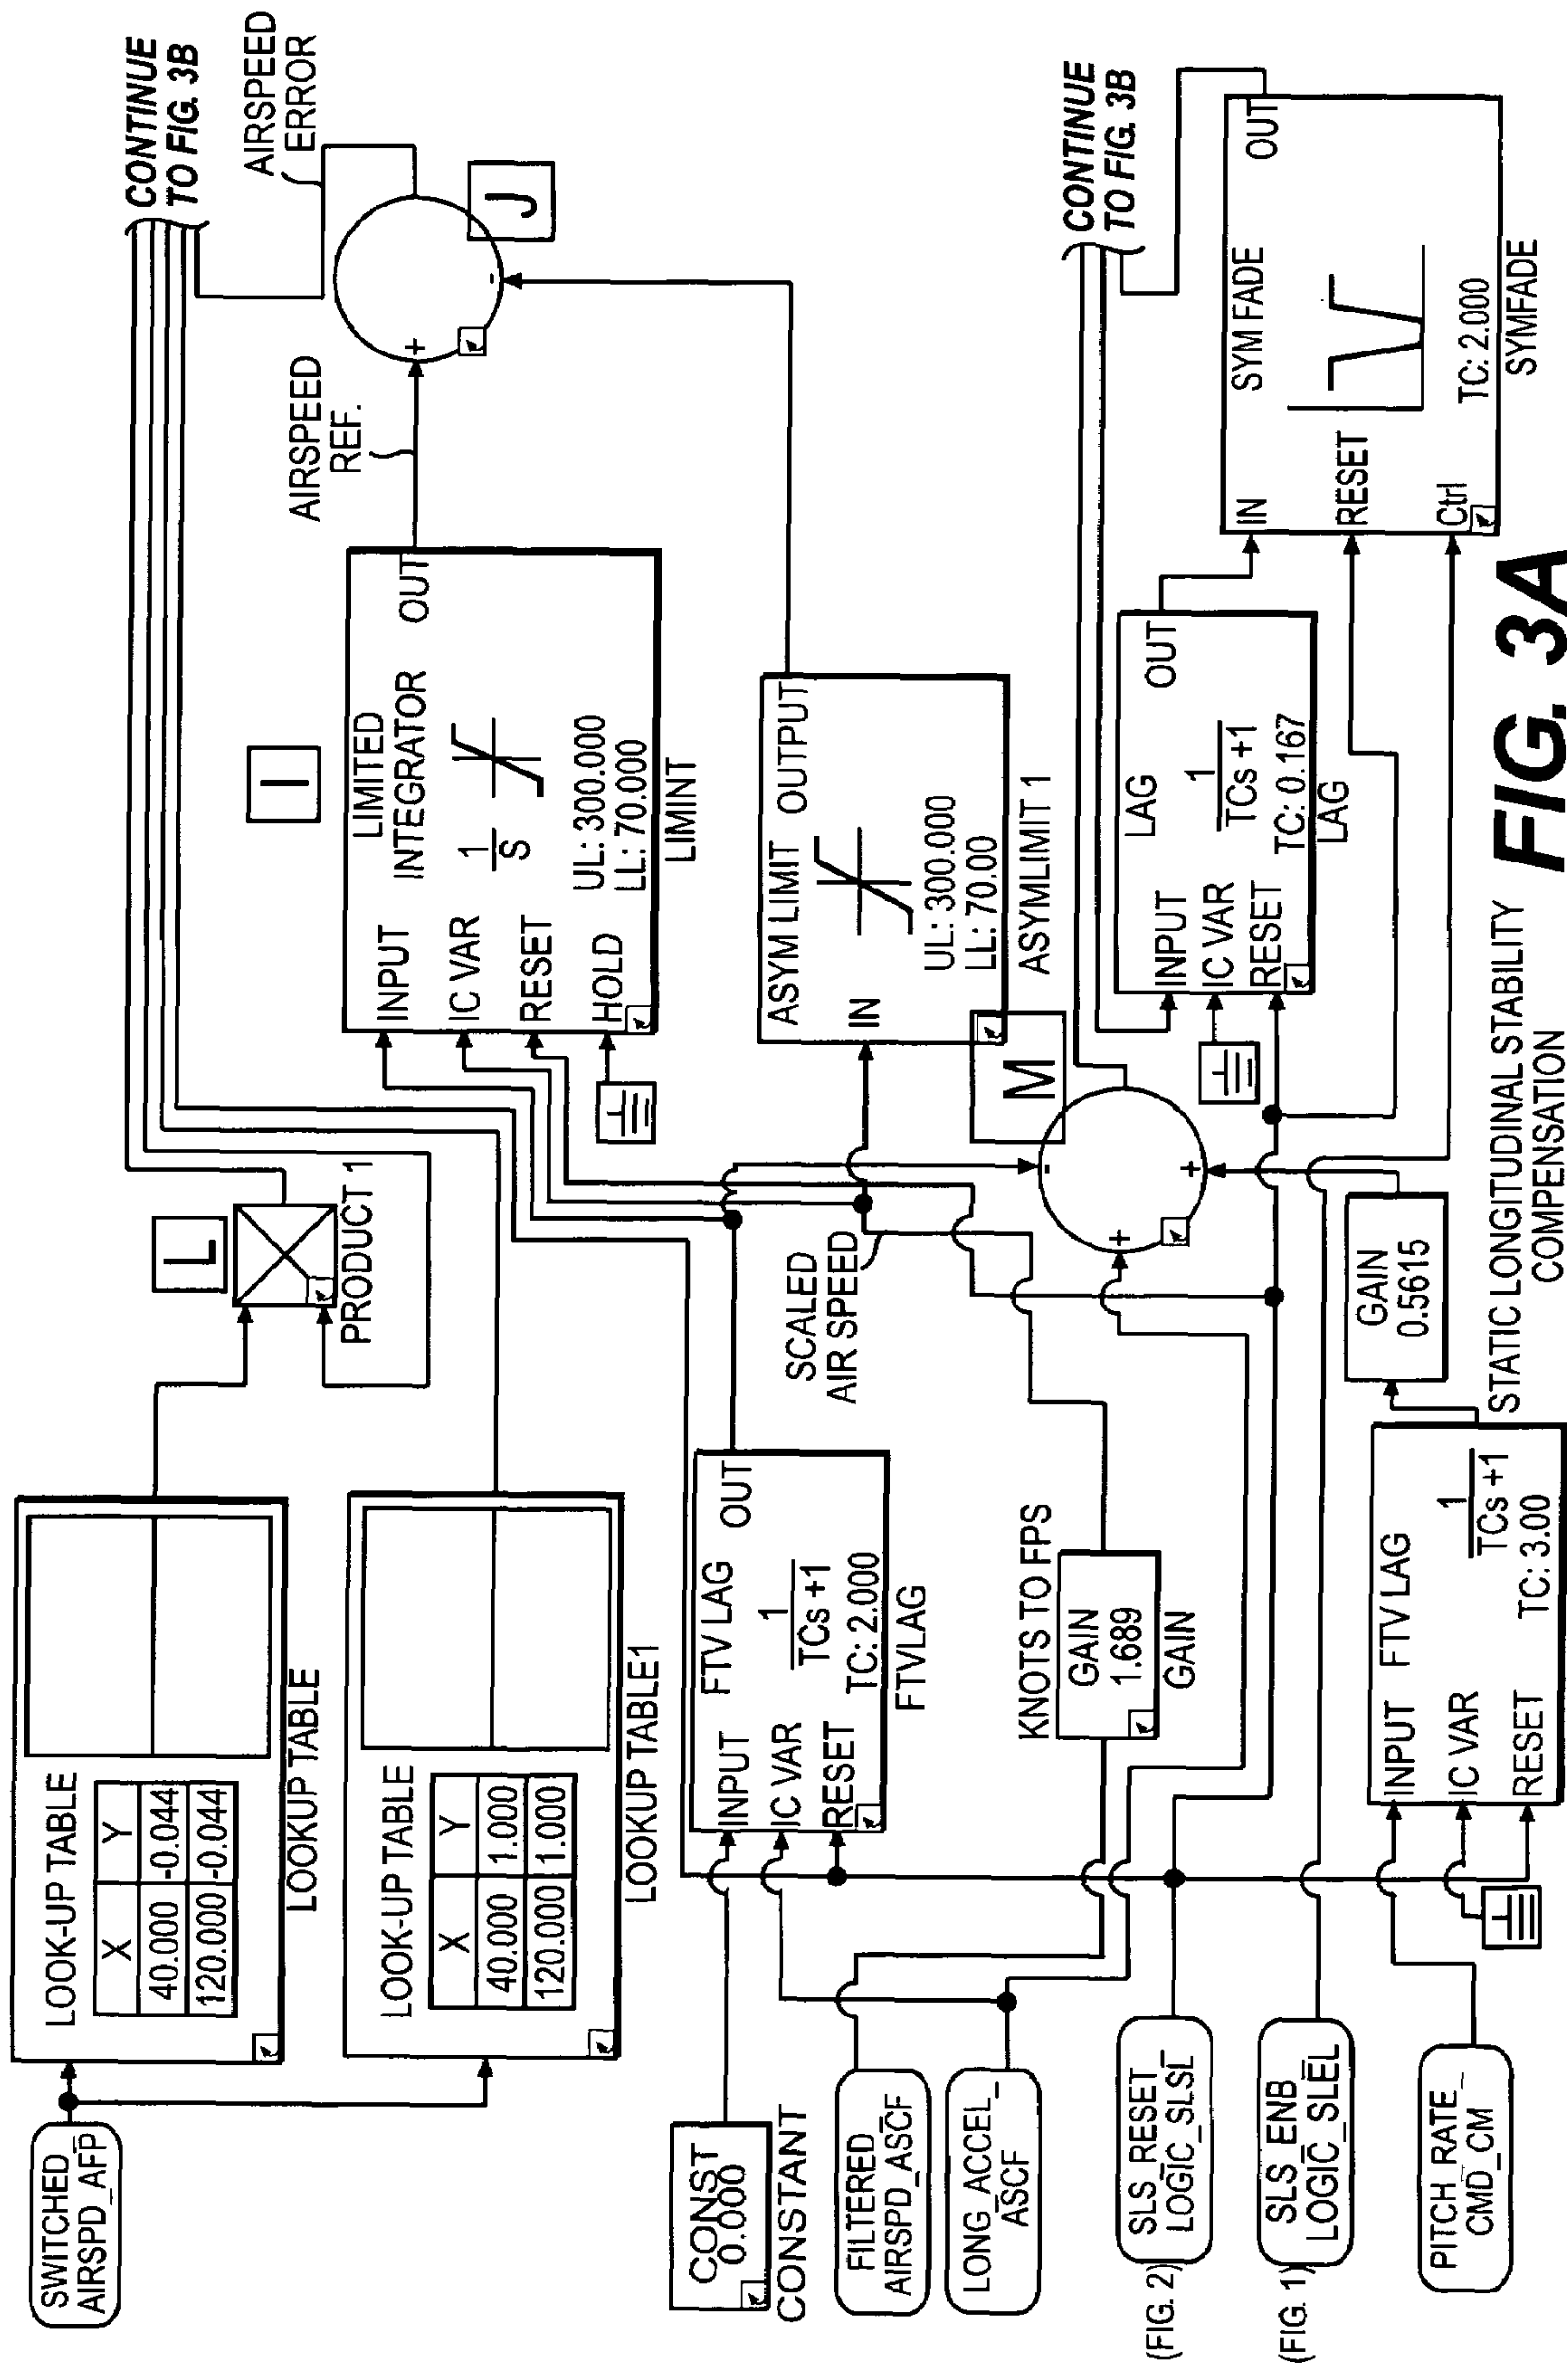 SWITCHED
AIRSPD_AFP
LOOK-UP TABLE
X Y
40.000 -0.044
120.000 -0.044
LOOKUP TABLE
LOOK-UP TABLE
X Y
40.000 1.000
120.000 1.000
LOOKUP TABLE1
L
PRODUCT 1
CONTINUE
TO FIG. 3B
I
LIMITED
INTEGRATOR
INPUT
IC VAR
RESET
HOLD
OUT
1
S
UL: 300.000
LL: 70.000
LIMINT
AIRSPEED
REF.
+
-
J
AIRSPEED
ERROR
CONST
0.000
CONSTANT
FTV LAG
INPUT
IC VAR
RESET
OUT
1
TCs +1
TC: 2.000
FTVLAG
SCALED
AIR SPEED
ASYM LIMIT
IN
OUTPUT
UL: 300.000
LL: 70.00
ASYMLIMIT 1
FILTERED
AIRSPD_ASCF
LONG_ACCEL_
ASCF
KNOTS TO FPS
GAIN
1.689
GAIN
M
-
+
+
CONTINUE
TO FIG. 3B
LAG
INPUT
IC VAR
RESET
OUT
1
TCs +1
TC: 0.167
LAG
SYM FADE
IN
RESET
Ctrl
OUT
TC: 2.000
SYMFADE
(FIG. 2)
SLS_RESET_
LOGIC_SLSL
(FIG. 1)
SLS_ENB_
LOGIC_SLEL
PITCH_RATE_
CMD_CM
FTV LAG
INPUT
IC VAR
RESET
1
TCs +1
TC: 3.00
GAIN
0.5615
STATIC LONGITUDINAL STABILITY
COMPENSATION
FIG. 3A